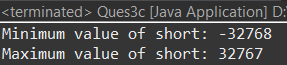 <terminated> Ques3c [Java Application] D:\
Minimum value of short: -32768
Maximum value of short: 32767